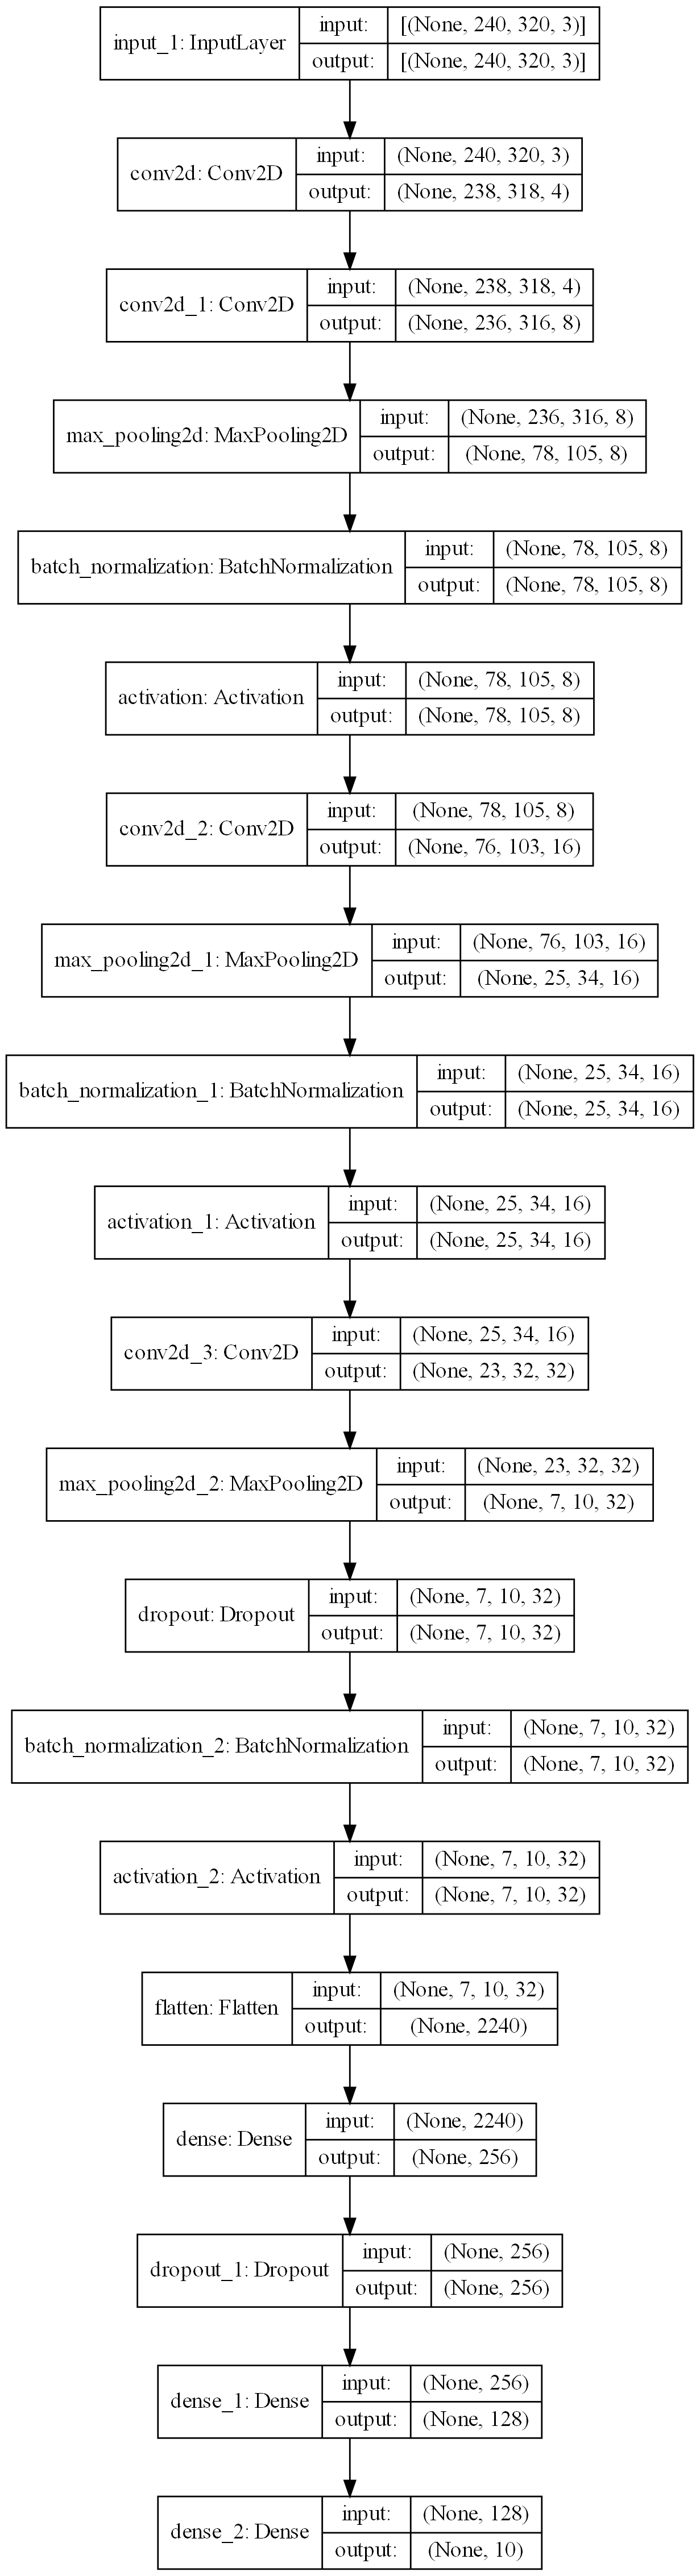 input_1: InputLayer
input: [(None, 240, 320, 3)]
output: [(None, 240, 320, 3)]
conv2d: Conv2D
input: (None, 240, 320, 3)
output: (None, 238, 318, 4)
conv2d_1: Conv2D
input: (None, 238, 318, 4)
output: (None, 236, 316, 8)
max_pooling2d: MaxPooling2D
input: (None, 236, 316, 8)
output: (None, 78, 105, 8)
batch_normalization: BatchNormalization
input: (None, 78, 105, 8)
output: (None, 78, 105, 8)
activation: Activation
input: (None, 78, 105, 8)
output: (None, 78, 105, 8)
conv2d_2: Conv2D
input: (None, 78, 105, 8)
output: (None, 76, 103, 16)
max_pooling2d_1: MaxPooling2D
input: (None, 76, 103, 16)
output: (None, 25, 34, 16)
batch_normalization_1: BatchNormalization
input: (None, 25, 34, 16)
output: (None, 25, 34, 16)
activation_1: Activation
input: (None, 25, 34, 16)
output: (None, 25, 34, 16)
conv2d_3: Conv2D
input: (None, 25, 34, 16)
output: (None, 23, 32, 32)
max_pooling2d_2: MaxPooling2D
input: (None, 23, 32, 32)
output: (None, 7, 10, 32)
dropout: Dropout
input: (None, 7, 10, 32)
output: (None, 7, 10, 32)
batch_normalization_2: BatchNormalization
input: (None, 7, 10, 32)
output: (None, 7, 10, 32)
activation_2: Activation
input: (None, 7, 10, 32)
output: (None, 7, 10, 32)
flatten: Flatten
input: (None, 7, 10, 32)
output: (None, 2240)
dense: Dense
input: (None, 2240)
output: (None, 256)
dropout_1: Dropout
input: (None, 256)
output: (None, 256)
dense_1: Dense
input: (None, 256)
output: (None, 128)
dense_2: Dense
input: (None, 128)
output: (None, 10)